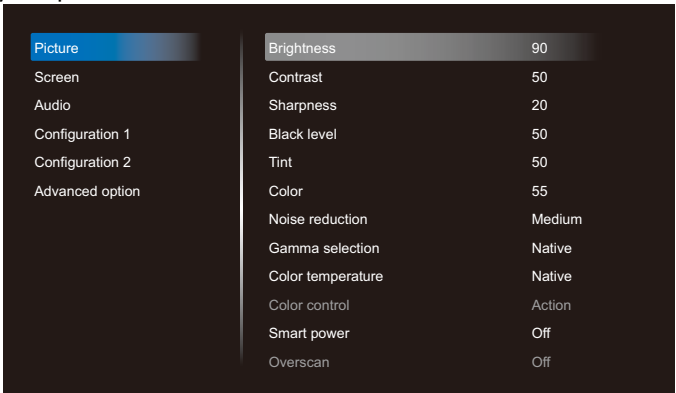 Picture
Screen
Audio
Configuration 1
Configuration 2
Advanced option
Brightness 90
Contrast 50
Sharpness 20
Black level 50
Tint 50
Color 55
Noise reduction Medium
Gamma selection Native
Color temperature Native
Color control Action
Smart power Off
Overscan Off